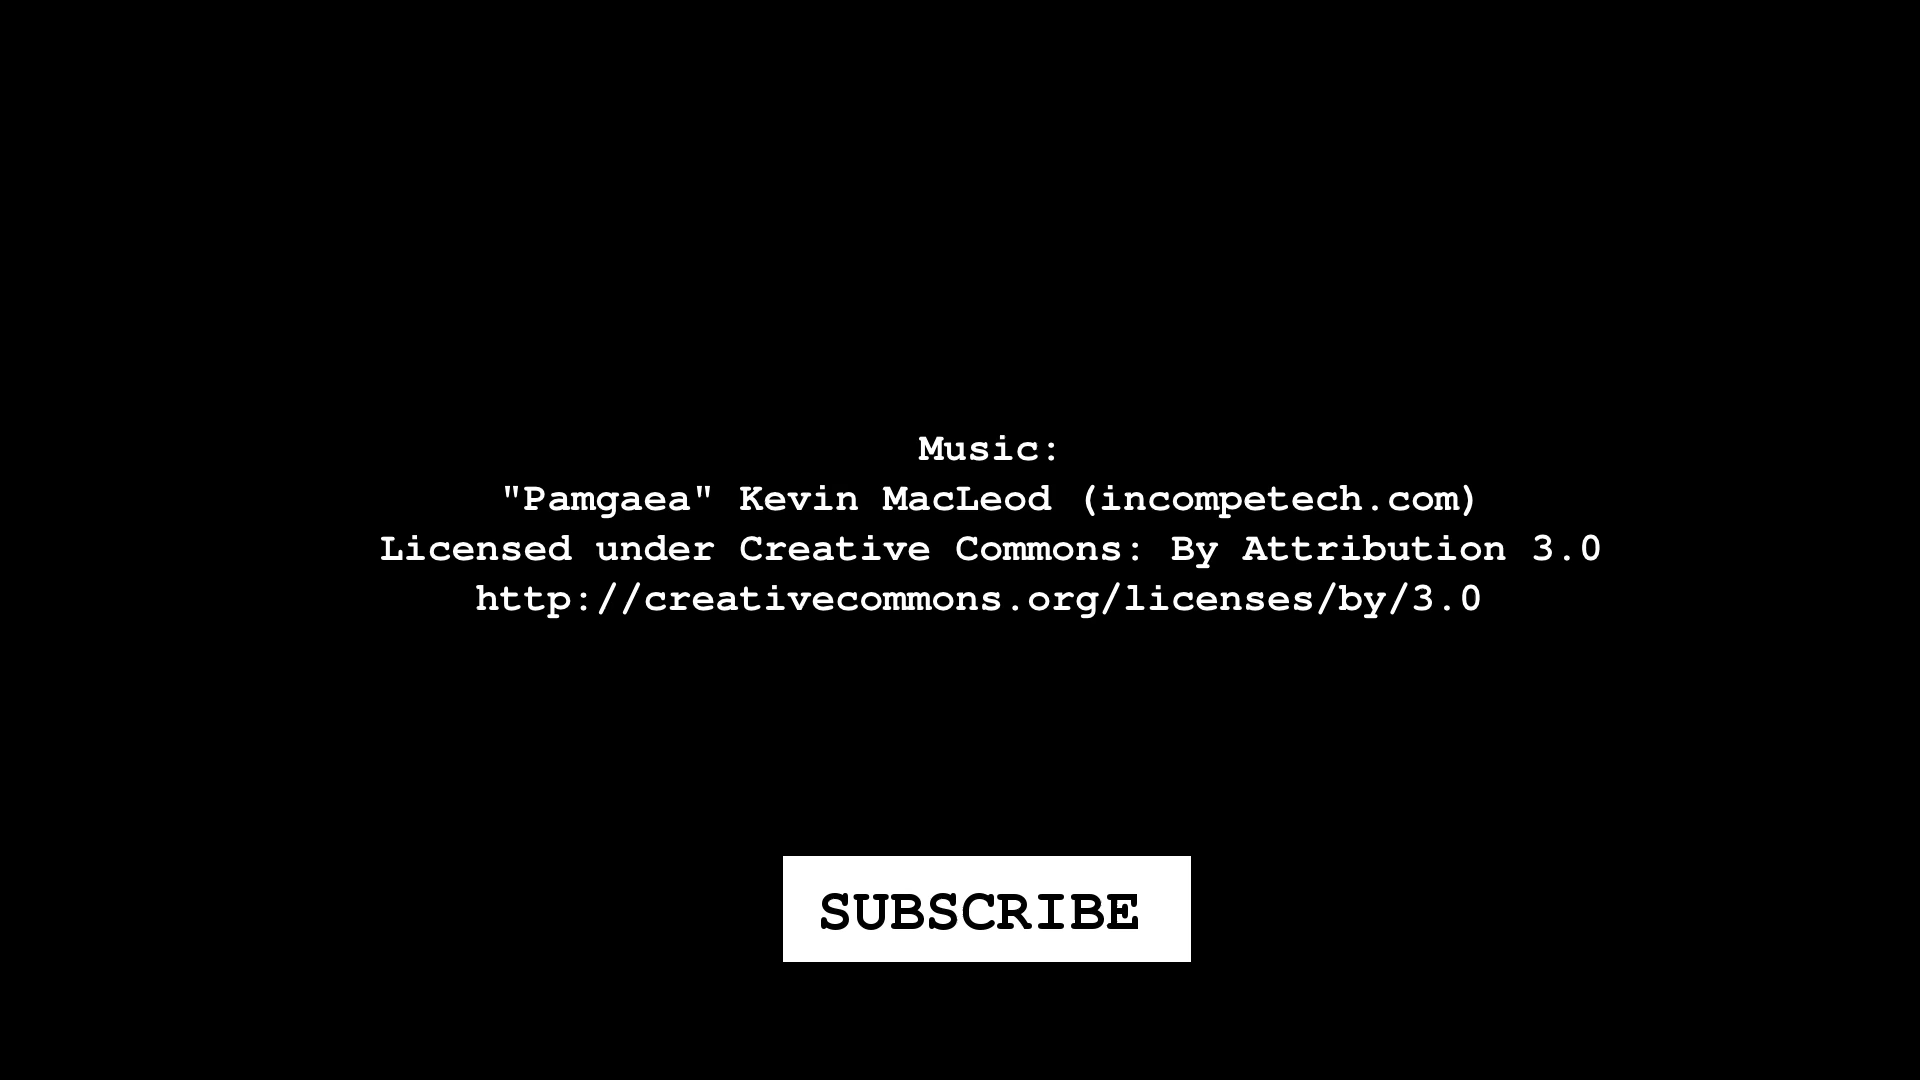 Music:
"Pamgaea" Kevin MacLeod (incompetech.com)
Licensed under Creative Commons: By Attribution 3.0
http://creativecommons.org/licenses/by/3.0
SUBSCRIBE